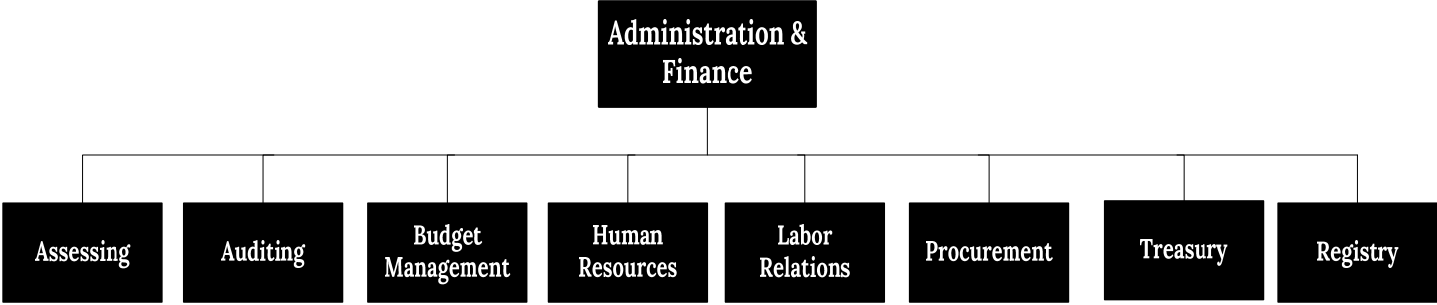 Administration &
Finance
Assessing
Auditing
Budget
Management
Human
Resources
Labor
Relations
Procurement
Treasury
Registry